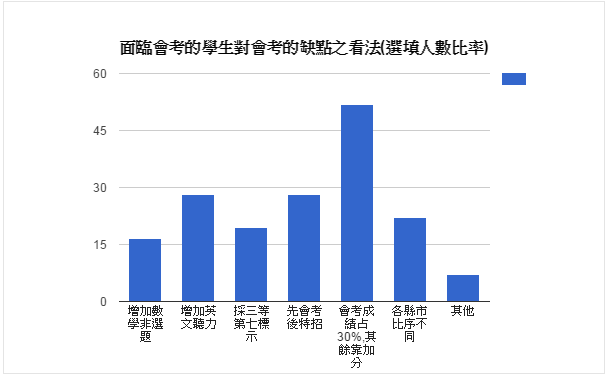 面臨會考的學生對會考的缺點之看法(選填人數比率)
60
45
30
15
0
增加數
學非選
題
增加英
文聽力
採三等
第七標
示
先會考
後特招
會考成
績占
30%,其
餘靠加
分
各縣市
比序不
同
其他